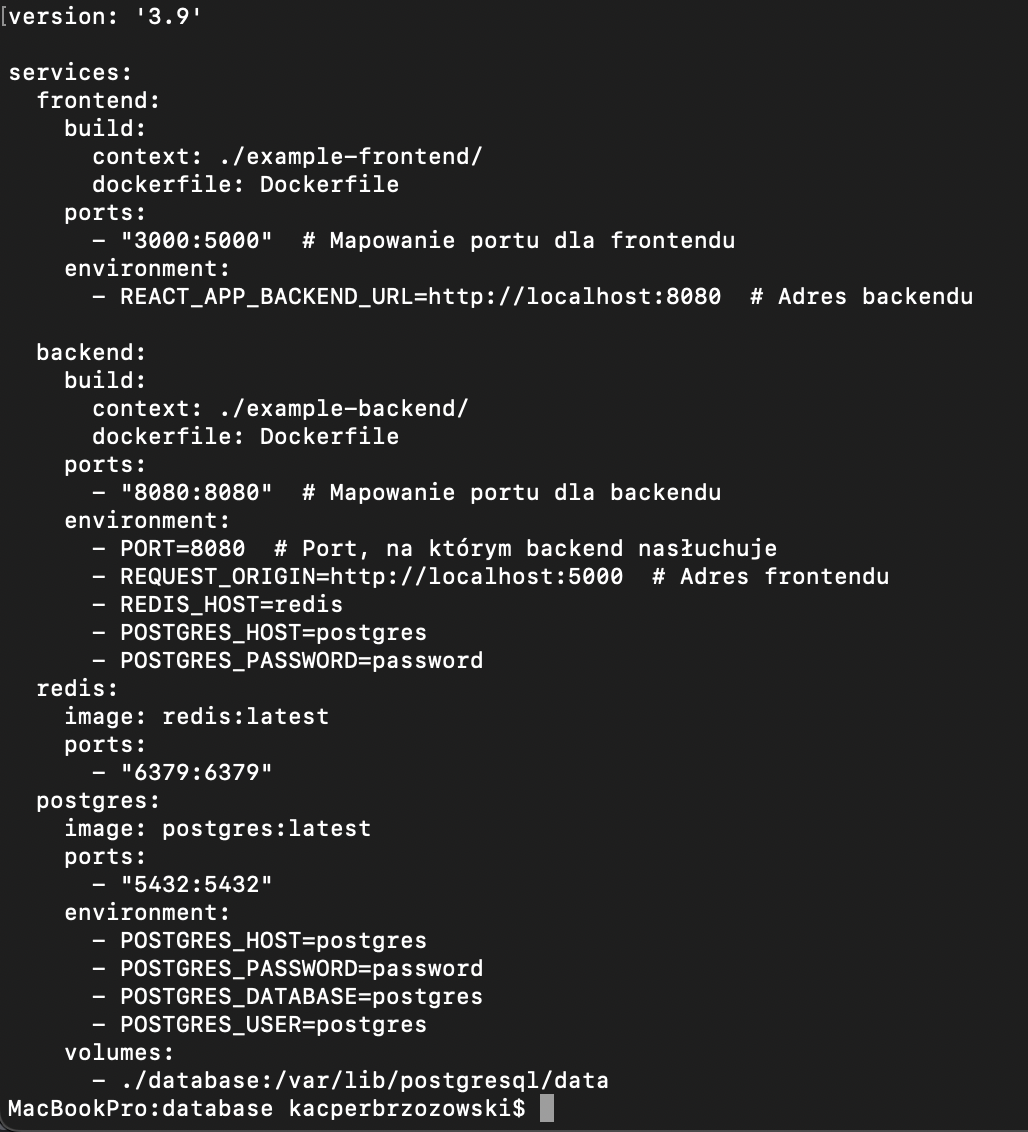 [version: '3.9'

services:
  frontend:
    build:
      context: ./example-frontend/
      dockerfile: Dockerfile
    ports:
      - "3000:5000"  # Mapowanie portu dla frontendu
    environment:
      - REACT_APP_BACKEND_URL=http://localhost:8080  # Adres backendu

  backend:
    build:
      context: ./example-backend/
      dockerfile: Dockerfile
    ports:
      - "8080:8080"  # Mapowanie portu dla backendu
    environment:
      - PORT=8080  # Port, na którym backend nasłuchuje
      - REQUEST_ORIGIN=http://localhost:5000  # Adres frontendu
      - REDIS_HOST=redis
      - POSTGRES_HOST=postgres
      - POSTGRES_PASSWORD=password
  redis:
    image: redis:latest
    ports:
      - "6379:6379"
  postgres:
    image: postgres:latest
    ports:
      - "5432:5432"
    environment:
      - POSTGRES_HOST=postgres
      - POSTGRES_PASSWORD=password
      - POSTGRES_DATABASE=postgres
      - POSTGRES_USER=postgres
    volumes:
      - ./database:/var/lib/postgresql/data
MacBookPro:database kacperbrzozowski$